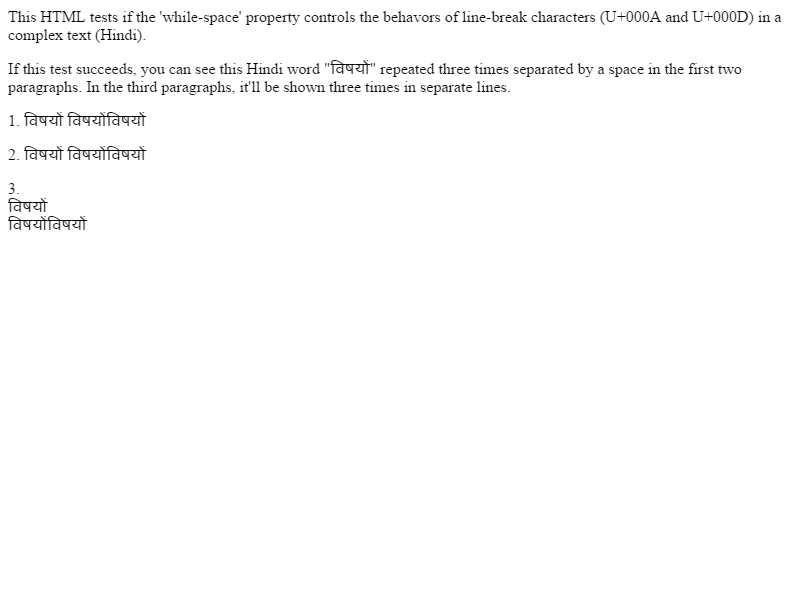 This HTML tests if the 'while-space' property controls the behavors of line-break characters (U+000A and U+000D) in a
complex text (Hindi).
If this test succeeds, you can see this Hindi word "विषयों" repeated three times separated by a space in the first two
paragraphs. In the third paragraphs, it'll be shown three times in separate lines.
1. विषयों विषयोंविषयों
2. विषयों विषयोंविषयों
3.
विषयों
विषयोंविषयों